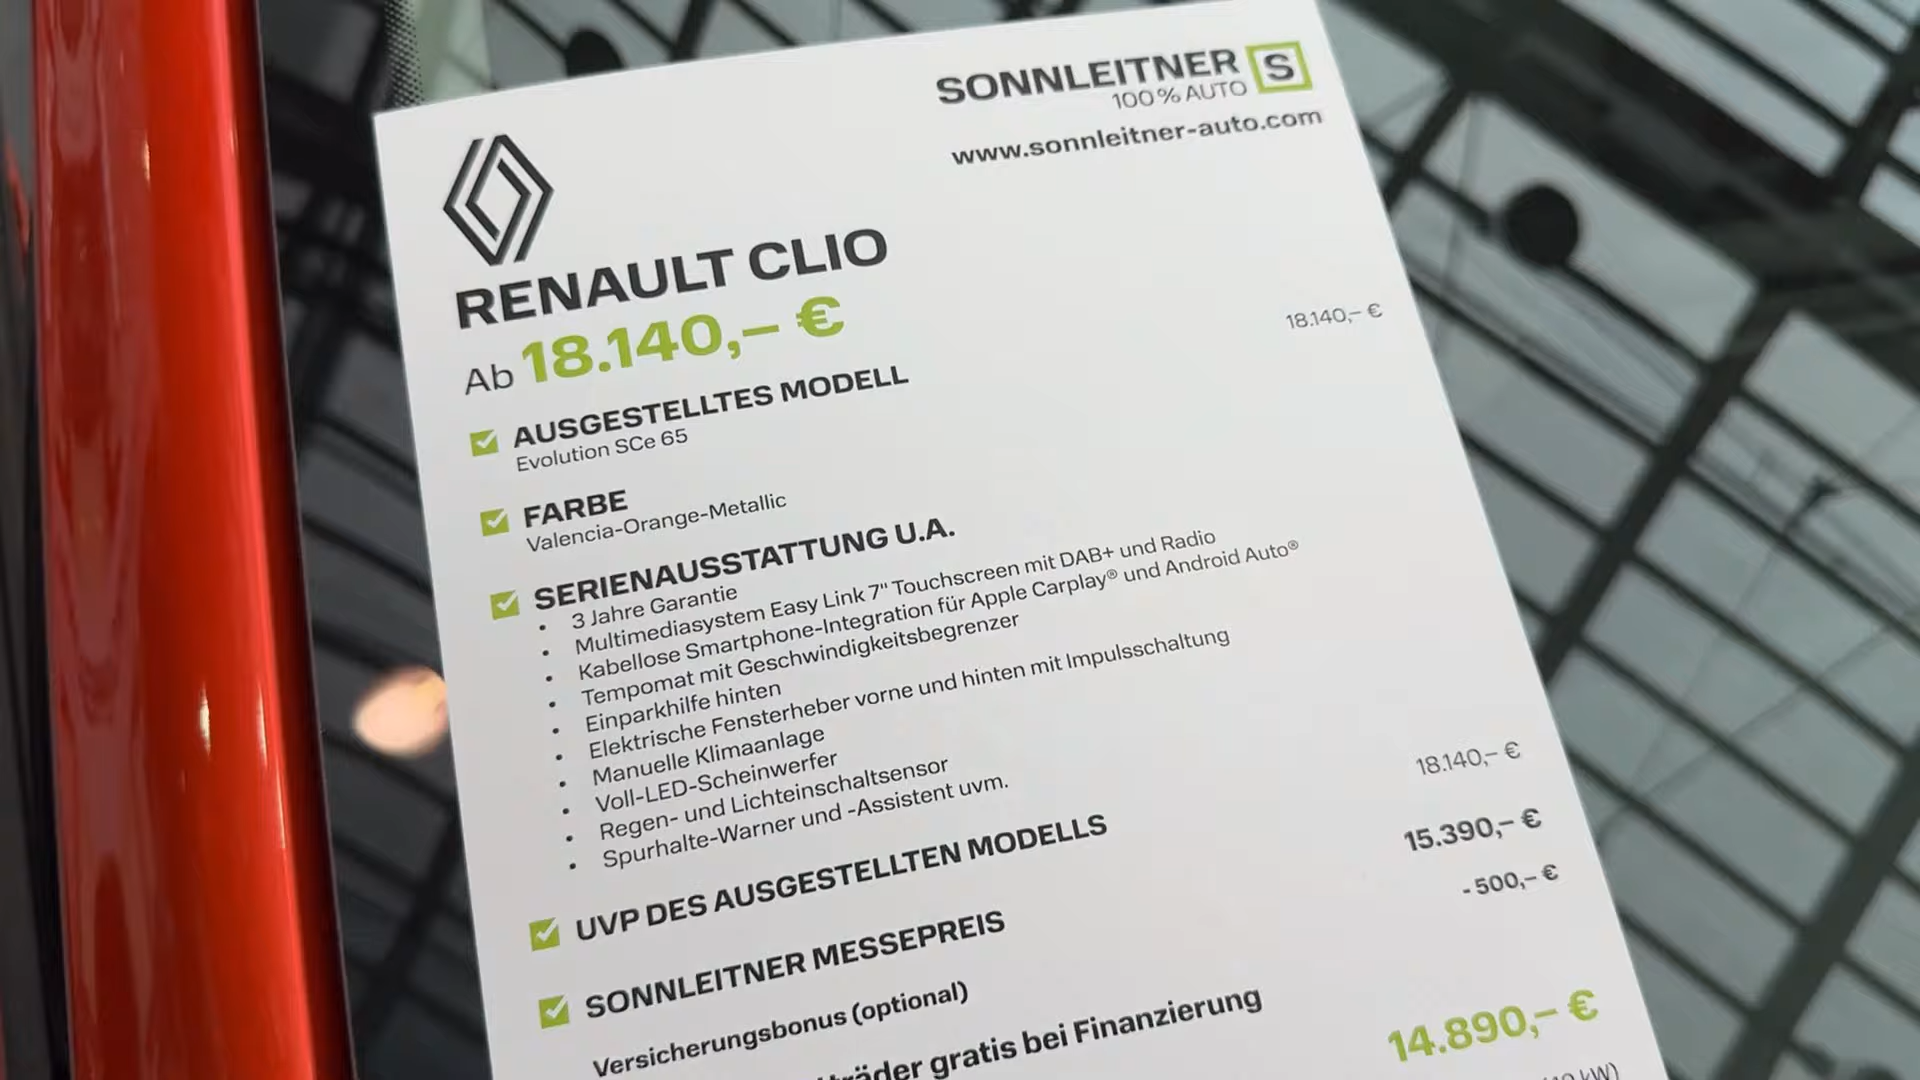 SONNLEITNER S
100 % AUTO
www.sonnleitner-auto.com
RENAULT CLIO
Ab 18.140,– €
18.140,– €
AUSGESTELLTES MODELL
Evolution SCe 65
FARBE
Valencia-Orange-Metallic
SERIENAUSSTATTUNG U.A.
• 3 Jahre Garantie
• Multimediasystem Easy Link 7" Touchscreen mit DAB+ und Radio
• Kabellose Smartphone-Integration für Apple Carplay® und Android Auto®
• Tempomat mit Geschwindigkeitsbegrenzer
• Einparkhilfe hinten
• Elektrische Fensterheber vorne und hinten mit Impulsschaltung
• Manuelle Klimaanlage
• Voll-LED-Scheinwerfer
• Regen- und Lichteinschaltsensor
• Spurhalte-Warner und -Assistent uvm.
UVP DES AUSGESTELLTEN MODELLS 18.140,– €
SONNLEITNER MESSEPREIS 15.390,– €
Versicherungsbonus (optional) - 500,– €
gratis bei Finanzierung
14.890,– €
kW)